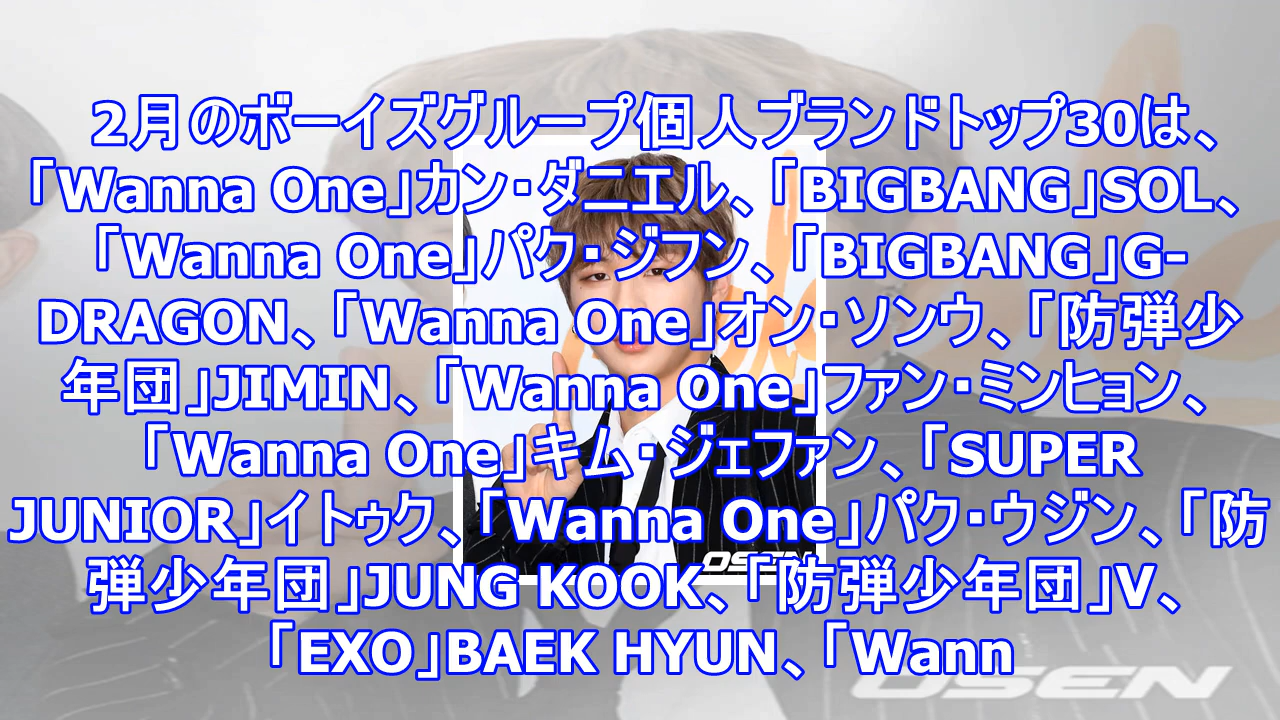 2月のボーイズグループ個人ブランドトップ30は、
「Wanna One」カン・ダニエル、「BIGBANG」SOL、
「Wanna One」パク・ジフン、「BIGBANG」G-
DRAGON、「Wanna One」オン・ソンウ、「防弾少
年団」JIMIN、「Wanna One」ファン・ミンヒョン、
「Wanna One」キム・ジェファン、「SUPER
JUNIOR」イトゥク、「Wanna One」パク・ウジン、「防
弾少年団」JUNG KOOK、「防弾少年団」V、
「EXO」BAEK HYUN、「Wann
OSEN
OSEN